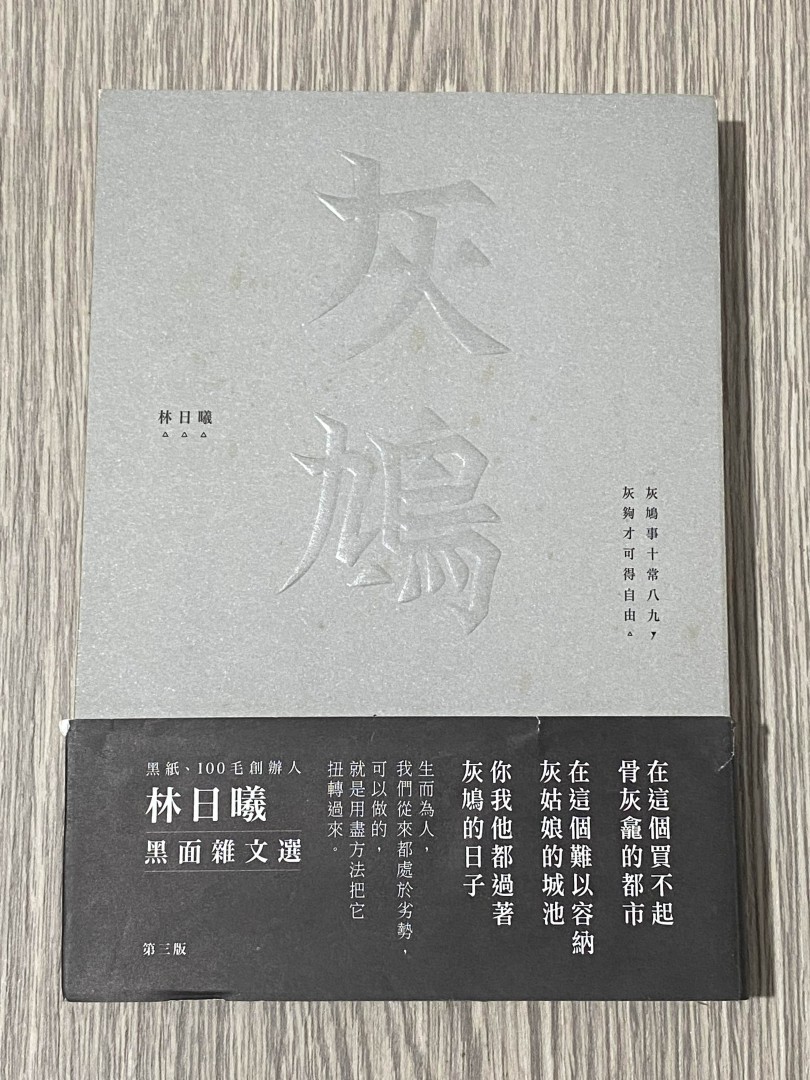 灰鳩
林日曦
灰鳩事十常八九，
灰夠才可得自由。
在這個買不起
骨灰龕的都市
在這個難以容納
灰姑娘的城池
你我他都過著
灰鳩的日子
生而為人，
我們從來都處於劣勢，
可以做的，
就是用盡方法把它
扭轉過來。
黑紙、100毛創辦人
林日曦
黑面雜文選
第三版